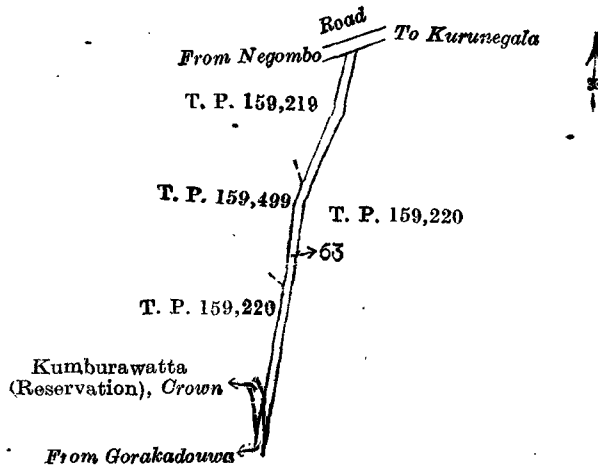 Road
From Negombo
To Kurunegala
T. P. 159,219
T. P. 159,499
T. P. 159,220
63
T. P. 159,220
Kumburawatta
(Reservation), Crown
From Gorakadouwa